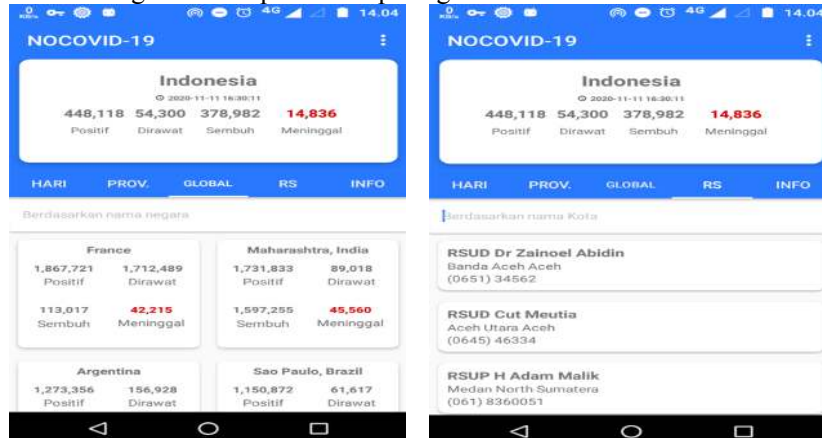 14.04
NOCOVID-19
Indonesia
2020-11-11 16:30:11
448,118 54,300 378,982 14,836
Positif Dirawat Sembuh Meninggal
HARI PROV. GLOBAL RS INFO
Berdasarkan nama negara
France
1,867,721 1,712,489
Positif Dirawat
113,017 42,215
Sembuh Meninggal
Maharashtra, India
1,731,833 89,018
Positif Dirawat
1,597,255 45,560
Sembuh Meninggal
Argentina
1,273,356 156,928
Positif Dirawat
Sao Paulo, Brazil
1,150,872 61,617
Positif Dirawat
4G 14.04
NOCOVID-19
Indonesia
2020-11-11 16:30:11
448,118 54,300 378,982 14,836
Positif Dirawat Sembuh Meninggal
HARI PROV. GLOBAL RS INFO
Berdasarkan nama Kota
RSUD Dr Zainoel Abidin
Banda Aceh Aceh
(0651) 34562
RSUD Cut Meutia
Aceh Utara Aceh
(0645) 46334
RSUP H Adam Malik
Medan North Sumatera
(061) 8360051